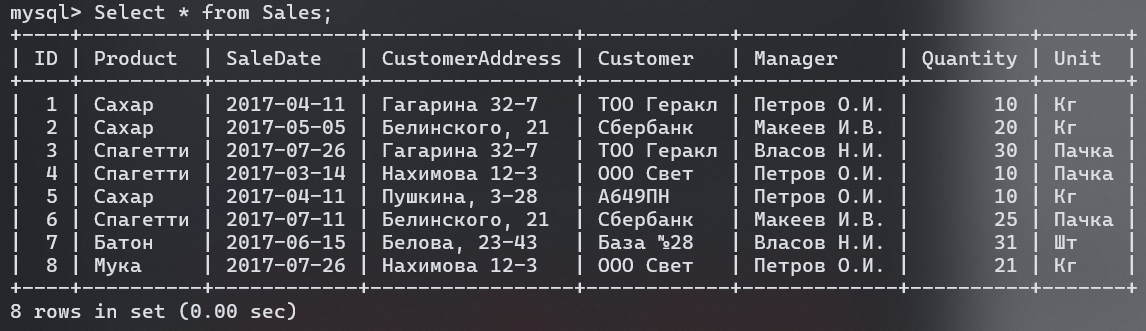 mysql> Select * from Sales;
+----+-----------+------------+-----------------+-----------+-------------+----------+-------+
| ID | Product | SaleDate | CustomerAddress | Customer | Manager | Quantity | Unit |
+----+-----------+------------+-----------------+-----------+-------------+----------+-------+
| 1 | Сахар | 2017-04-11 | Гагарина 32-7 | ТОО Геракл | Петров О.И. | 10 | Кг |
| 2 | Сахар | 2017-05-05 | Белинского, 21 | Сбербанк | Макеев И.В. | 20 | Кг |
| 3 | Спагетти | 2017-07-26 | Гагарина 32-7 | ТОО Геракл | Власов Н.И. | 30 | Пачка |
| 4 | Спагетти | 2017-03-14 | Нахимова 12-3 | ООО Свет | Петров О.И. | 10 | Пачка |
| 5 | Сахар | 2017-04-11 | Пушкина, 3-28 | А649ПН | Петров О.И. | 10 | Кг |
| 6 | Спагетти | 2017-07-11 | Белинского, 21 | Сбербанк | Макеев И.В. | 25 | Пачка |
| 7 | Батон | 2017-06-15 | Белова, 23-43 | База №28 | Власов Н.И. | 31 | Шт |
| 8 | Мука | 2017-07-26 | Нахимова 12-3 | ООО Свет | Петров О.И. | 21 | Кг |
+----+-----------+------------+-----------------+-----------+-------------+----------+-------+
8 rows in set (0.00 sec)